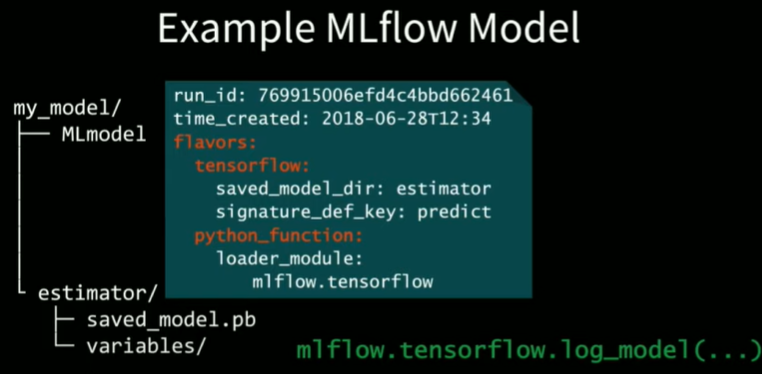 Example MLflow Model
my_model/
MLmodel
run_id: 769915006efd4c4bbd662461
time_created: 2018-06-28T12:34
flavors:
tensorflow:
saved_model_dir: estimator
signature_def_key: predict
python_function:
loader_module:
mlflow.tensorflow
estimator/
saved_model.pb
variables/
mlflow.tensorflow.log_model(...)